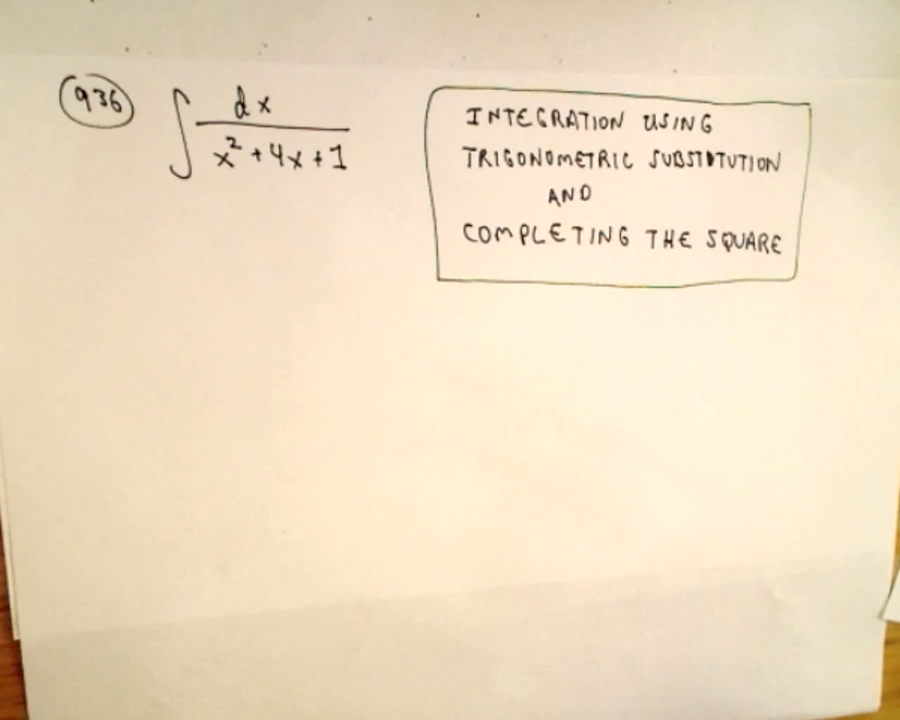 936 ∫ dx / x² + 4x + 1
INTEGRATION USING
TRIGONOMETRIC SUBSTITUTION
AND
COMPLETING THE SQUARE